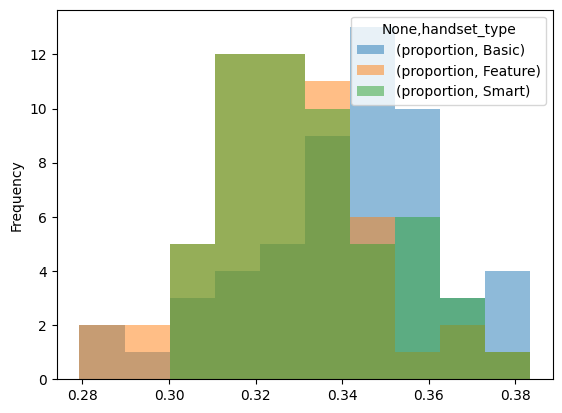 None,handset_type
(proportion, Basic)
(proportion, Feature)
(proportion, Smart)
Frequency
12
10
8
6
4
2
0
0.28 0.30 0.32 0.34 0.36 0.38